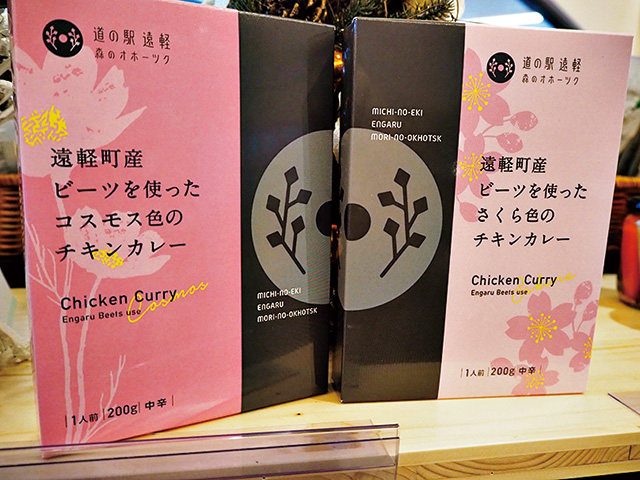 道の駅 遠軽
森のオホーツク
遠軽町産
ビーツを使った
コスモス色の
チキンカレー
Chicken Curry
Engaru Beets use
Cosmos
1人前 200g 中辛
MICHI-NO-EKI
ENGARU
MORI-NO-OKHOTSK
MICHI-NO-EKI
ENGARU
MORI-NO-OKHOTSK
道の駅 遠軽
森のオホーツク
遠軽町産
ビーツを使った
さくら色の
チキンカレー
Chicken Curry
Engaru Beets use
1人前 200g 中辛